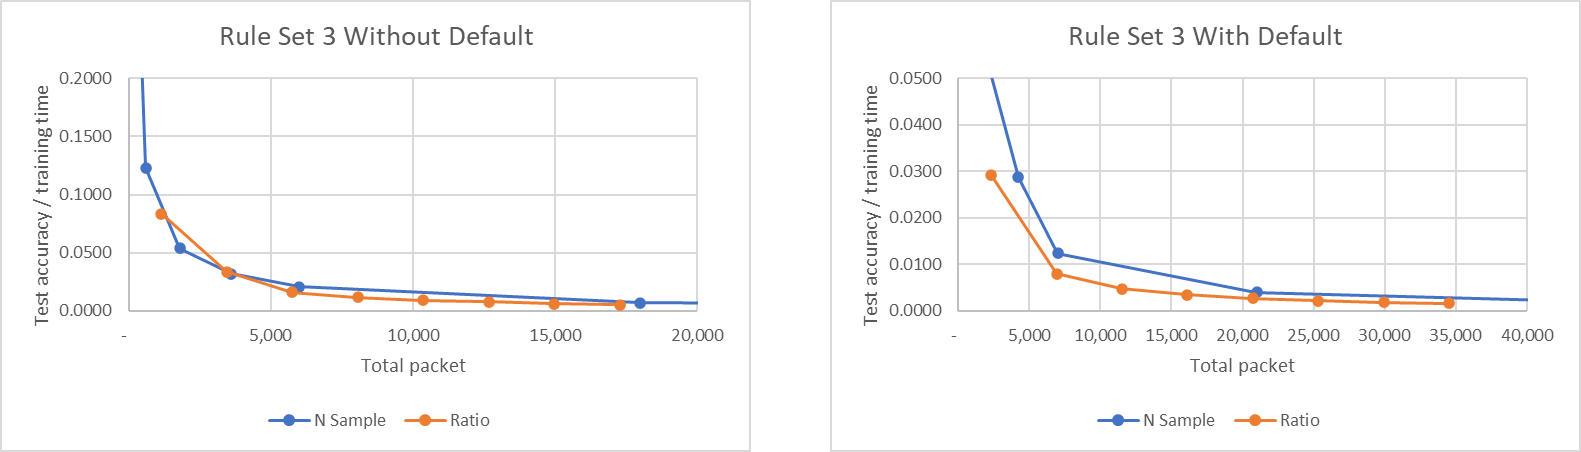 Rule Set 3 Without Default
Test accuracy / training time
0.2000
0.1500
0.1000
0.0500
0.0000
- 5,000 10,000 15,000 20,000
Total packet
N Sample Ratio
Rule Set 3 With Default
Test accuracy / training time
0.0500
0.0400
0.0300
0.0200
0.0100
0.0000
- 5,000 10,000 15,000 20,000 25,000 30,000 35,000 40,000
Total packet
N Sample Ratio